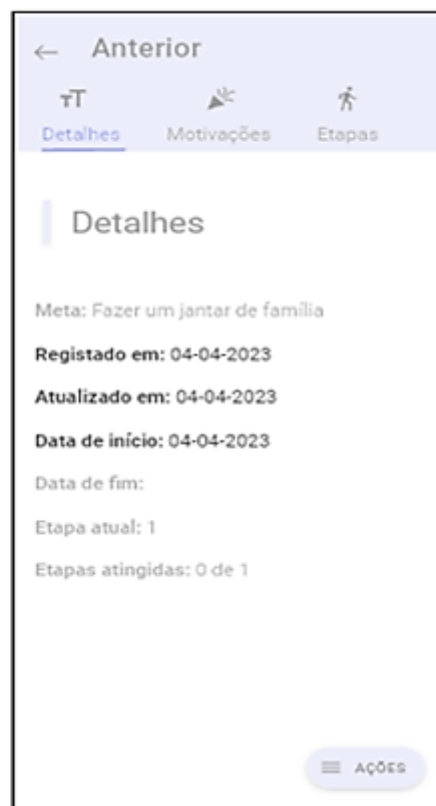 Anterior
Detalhes Motivações Etapas
Detalhes
Meta: Fazer um jantar de família
Registado em: 04-04-2023
Atualizado em: 04-04-2023
Data de início: 04-04-2023
Data de fim:
Etapa atual: 1
Etapas atingidas: 0 de 1
AÇÕES